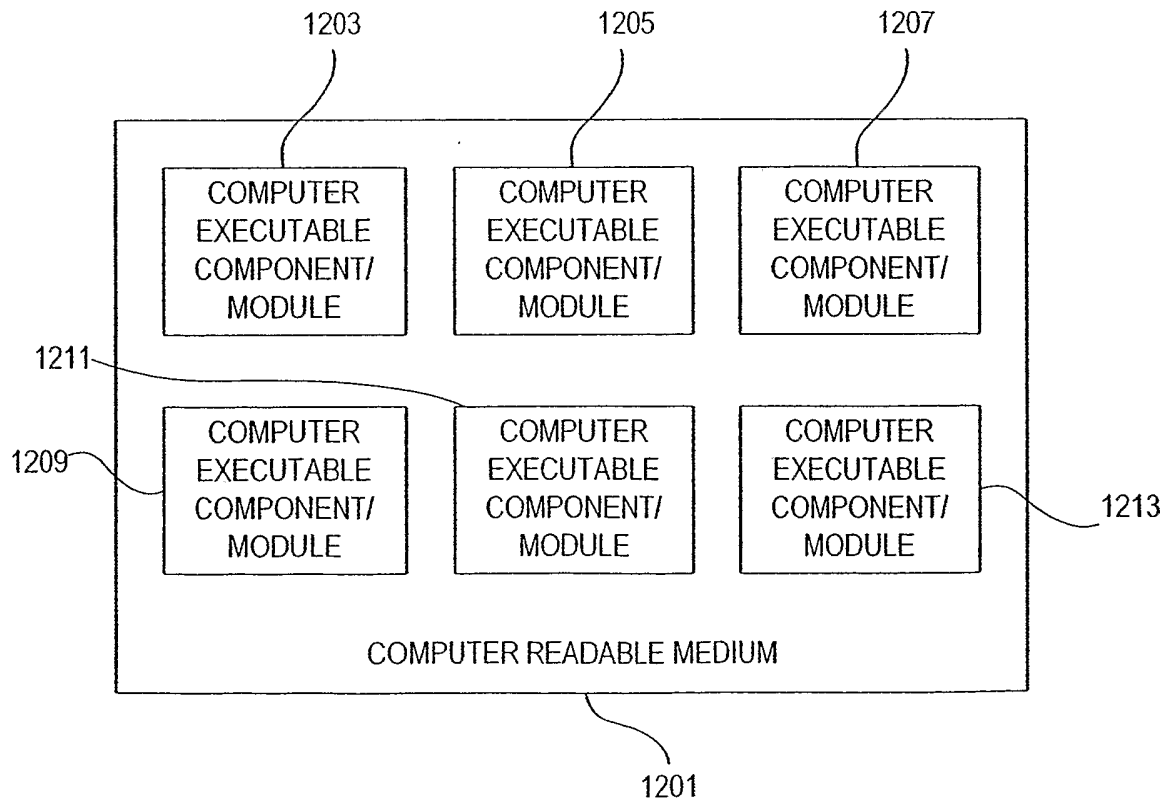 1203
1205
1207
COMPUTER
EXECUTABLE
COMPONENT/
MODULE
COMPUTER
EXECUTABLE
COMPONENT/
MODULE
COMPUTER
EXECUTABLE
COMPONENT/
MODULE
1211
1209
COMPUTER
EXECUTABLE
COMPONENT/
MODULE
COMPUTER
EXECUTABLE
COMPONENT/
MODULE
COMPUTER
EXECUTABLE
COMPONENT/
MODULE
1213
COMPUTER READABLE MEDIUM
1201